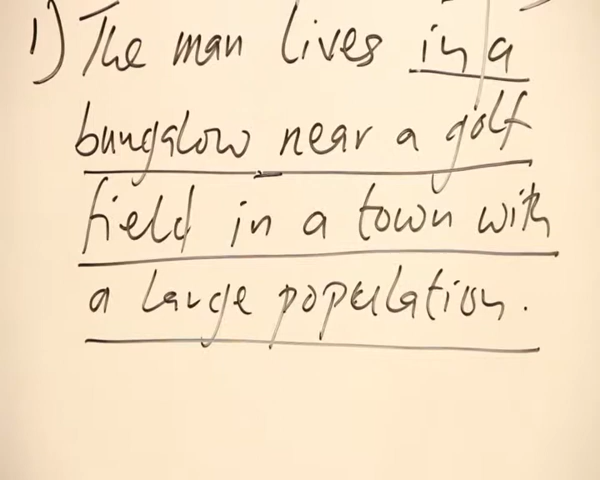 1) The man lives in a
bungalow near a golf
field in a town with
a large population.